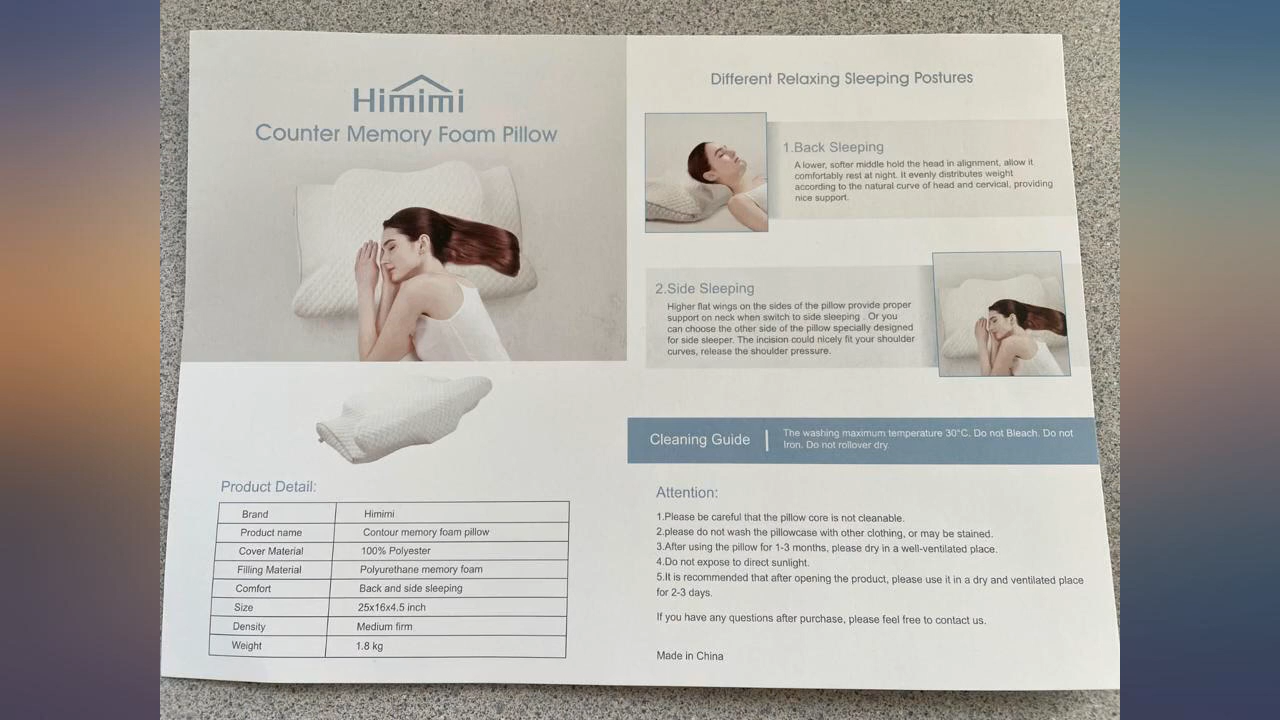 Himimi
Counter Memory Foam Pillow
Product Detail:
Brand Himimi
Product name Contour memory foam pillow
Cover Material 100% Polyester
Filling Material Polyurethane memory foam
Comfort Back and side sleeping
Size 25x16x4.5 inch
Density Medium firm
Weight 1.8 kg
Different Relaxing Sleeping Postures
1.Back Sleeping
A lower, softer middle hold the head in alignment, allow it
comfortably rest at night. It evenly distributes weight
according to the natural curve of head and cervical, providing
nice support.
2.Side Sleeping
Higher flat wings on the sides of the pillow provide proper
support on neck when switch to side sleeping . Or you
can choose the other side of the pillow specially designed
for side sleeper. The incision could nicely fit your shoulder
curves, release the shoulder pressure.
Cleaning Guide
The washing maximum temperature 30°C. Do not Bleach. Do not
Iron. Do not rollover dry.
Attention:
1.Please be careful that the pillow core is not cleanable.
2.please do not wash the pillowcase with other clothing, or may be stained.
3.After using the pillow for 1-3 months, please dry in a well-ventilated place.
4.Do not expose to direct sunlight.
5.It is recommended that after opening the product, please use it in a dry and ventilated place
for 2-3 days.
If you have any questions after purchase, please feel free to contact us.
Made in China